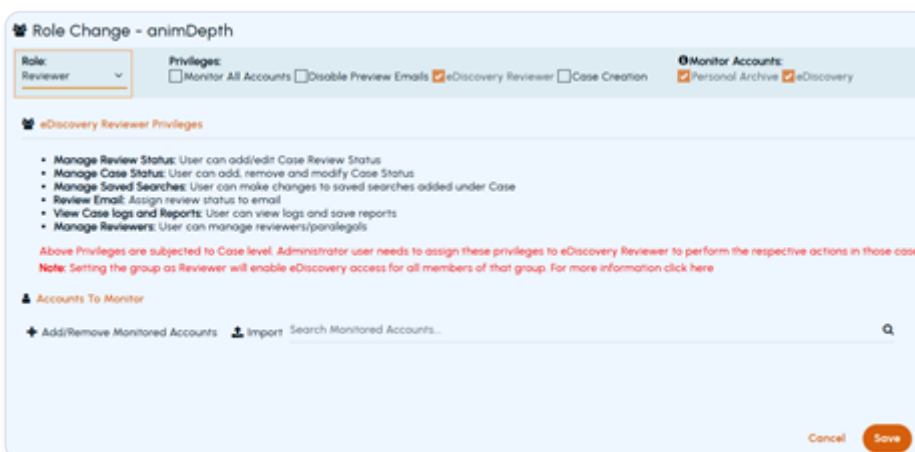 Role Change - animDepth
Role:
Reviewer
Privileges:
Monitor All Accounts Disable Preview Emails eDiscovery Reviewer Case Creation
Monitor Accounts:
Personal Archive eDiscovery
eDiscovery Reviewer Privileges
Manage Review Status: User can add/edit Case Review Status
Manage Case Status: User can add, remove and modify Case Status
Manage Saved Searches: User can make changes to saved searches added under Case
Review Email: Assign review status to email
View Case logs and Reports: User can view logs and save reports
Manage Reviewers: User can manage reviewers/paralegals
Above Privileges are subjected to Case level. Administrator user needs to assign these privileges to eDiscovery Reviewer to perform the respective actions in those case
Note: Setting the group as Reviewer will enable eDiscovery access for all members of that group. For more information click here
Accounts To Monitor
Add/Remove Monitored Accounts Import Search Monitored Accounts...
Cancel Save